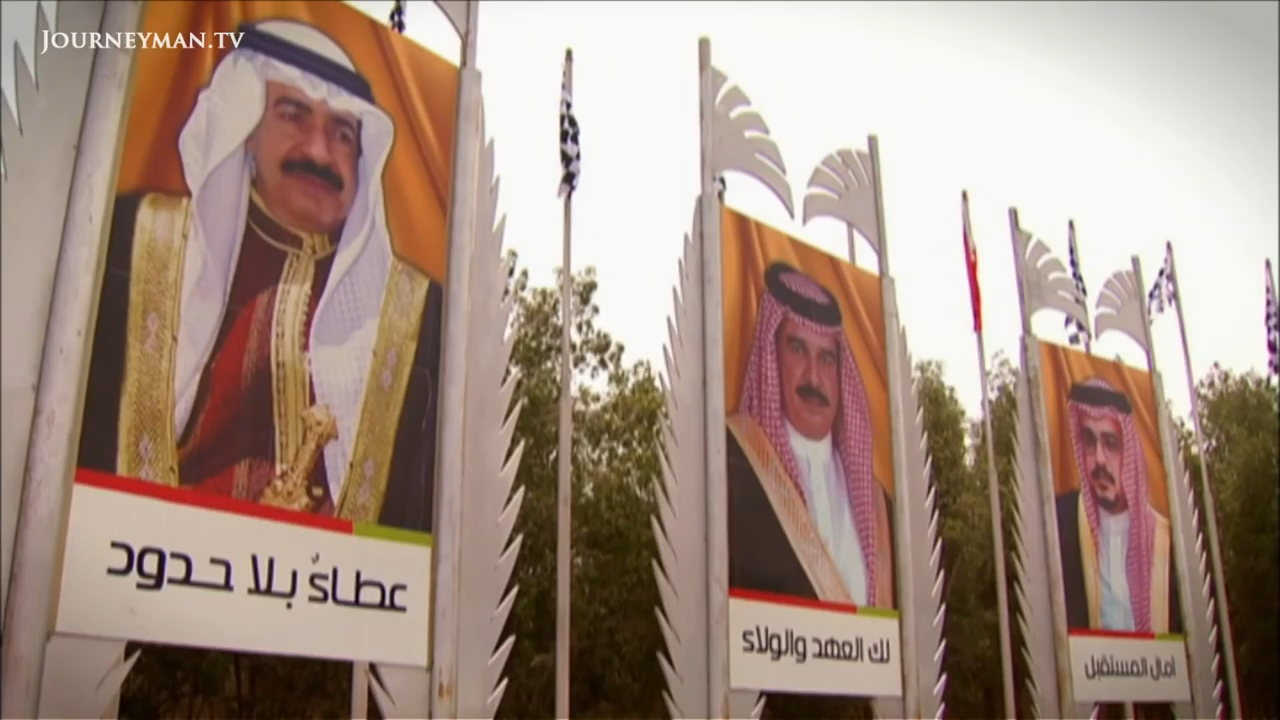 JOURNEYMAN.TV
عطاءٌ بلا حدود
لك العهد والولاء
آمال المستقبل